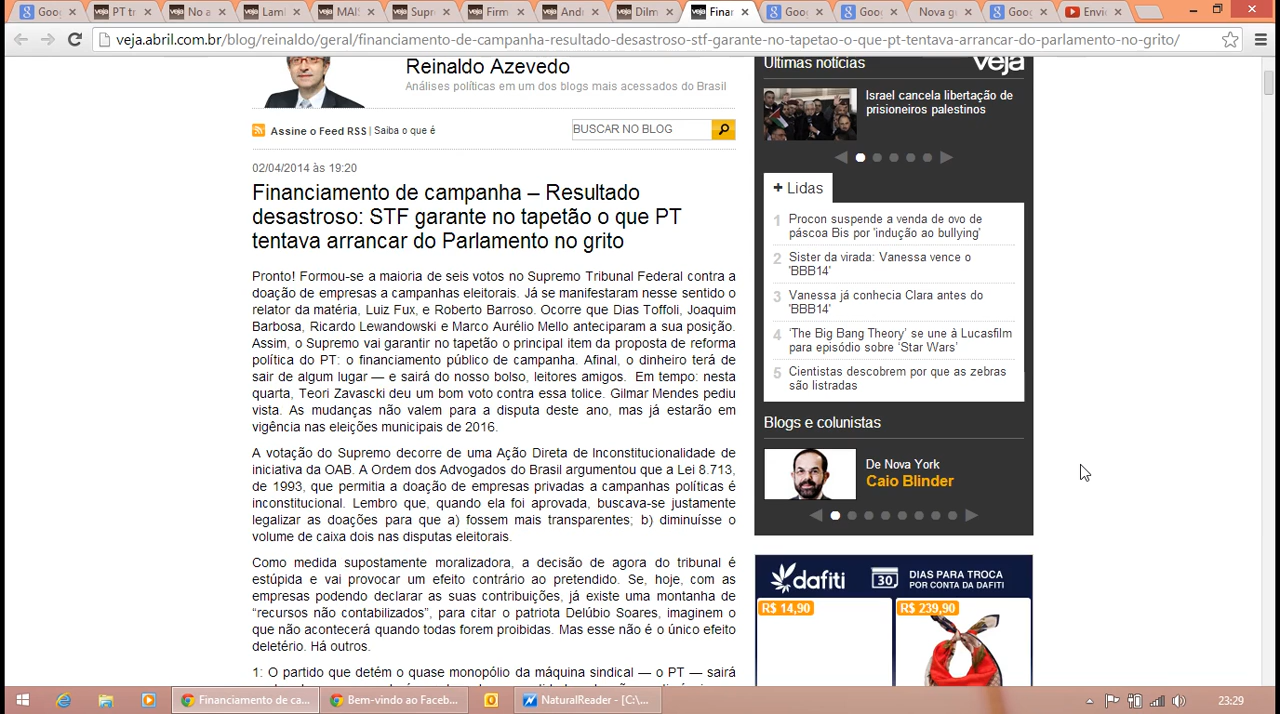 Goo
PT tr
No a
Lam
MAI
Supr
Firm
And
Dilm
Finar
Goo
Goo
Nova g
Goo
Envie
veja.abril.com.br/blog/reinaldo/geral/financiamento-de-campanha-resultado-desastroso-stf-garante-no-tapetao-o-que-pt-tentava-arrancar-do-parlamento-no-grito/
Reinaldo Azevedo
Análises políticas em um dos blogs mais acessados do Brasil
Assine o Feed RSS | Saiba o que é
BUSCAR NO BLOG
02/04/2014 às 19:20
Financiamento de campanha – Resultado
desastroso: STF garante no tapetão o que PT
tentava arrancar do Parlamento no grito
Pronto! Formou-se a maioria de seis votos no Supremo Tribunal Federal contra a
doação de empresas a campanhas eleitorais. Já se manifestaram nesse sentido o
relator da matéria, Luiz Fux, e Roberto Barroso. Ocorre que Dias Toffoli, Joaquim
Barbosa, Ricardo Lewandowski e Marco Aurélio Mello anteciparam a sua posição.
Assim, o Supremo vai garantir no tapetão o principal item da proposta de reforma
política do PT: o financiamento público de campanha. Afinal, o dinheiro terá de
sair de algum lugar — e sairá do nosso bolso, leitores amigos. Em tempo: nesta
quarta, Teori Zavascki deu um bom voto contra essa tolice. Gilmar Mendes pediu
vista. As mudanças não valem para a disputa deste ano, mas já estarão em
vigência nas eleições municipais de 2016.
A votação do Supremo decorre de uma Ação Direta de Inconstitucionalidade de
iniciativa da OAB. A Ordem dos Advogados do Brasil argumentou que a Lei 8.713,
de 1993, que permitia a doação de empresas privadas a campanhas políticas é
inconstitucional. Lembro que, quando ela foi aprovada, buscava-se justamente
legalizar as doações para que a) fossem mais transparentes; b) diminuísse o
volume de caixa dois nas disputas eleitorais.
Como medida supostamente moralizadora, a decisão de agora do tribunal é
estúpida e vai provocar um efeito contrário ao pretendido. Se, hoje, com as
empresas podendo declarar as suas contribuições, já existe uma montanha de
“recursos não contabilizados”, para citar o patriota Delúbio Soares, imaginem o
que não acontecerá quando todas forem proibidas. Mas esse não é o único efeito
deletério. Há outros.
1: O partido que detém o quase monopólio da máquina sindical — o PT — sairá
Últimas notícias
veja
Israel cancela libertação de
prisioneiros palestinos
+ Lidas
1 Procon suspende a venda de ovo de
páscoa Bis por 'indução ao bullying'
2 Sister da virada: Vanessa vence o
'BBB14'
3 Vanessa já conhecia Clara antes do
'BBB14'
4 ‘The Big Bang Theory’ se une à Lucasfilm
para episódio sobre ‘Star Wars’
5 Cientistas descobrem por que as zebras
são listradas
Blogs e colunistas
De Nova York
Caio Blinder
dafiti
30
DIAS PARA TROCA
POR CONTA DA DAFITI
R$ 14,90
R$ 239,90
Financiamento de ca...
Bem-vindo ao Faceb...
NaturalReader - [C:\...
23:29